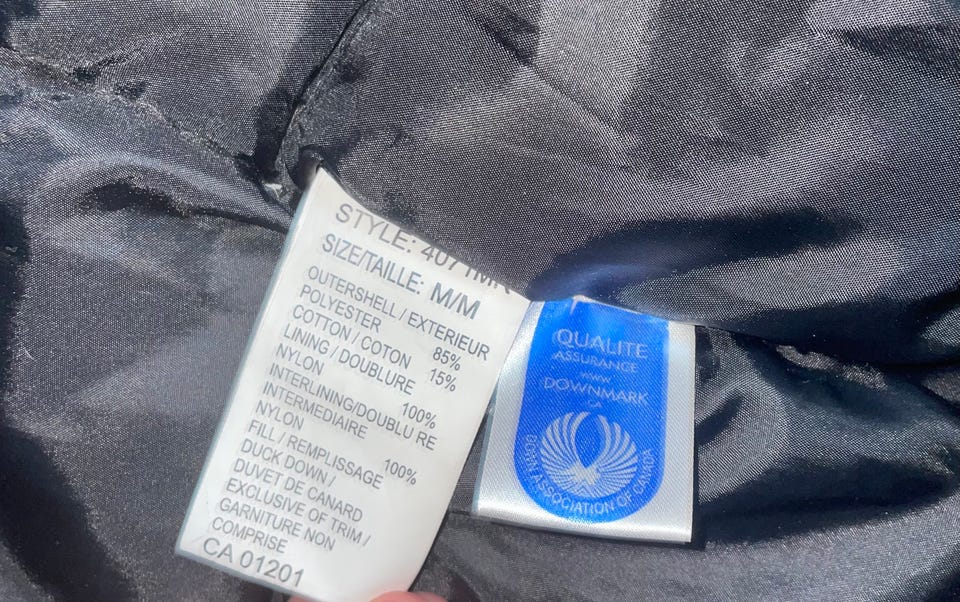 STYLE:
SIZE/TAILLE: M/M
OUTERSHELL / EXTERIEUR
POLYESTER 85%
COTTON / COTON 15%
LINING / DOUBLURE
NYLON 100%
INTERLINING/DOUBLU RE
INTERMEDIAIRE
NYLON 100%
FILL / REMPLISSAGE
DUCK DOWN /
DUVET DE CANARD
EXCLUSIVE OF TRIM /
GARNITURE NON
COMPRISE
CA 01201
QUALITE
ASSURANCE
www
DOWNMARK
CA
DOWN ASSOCIATION OF CANADA